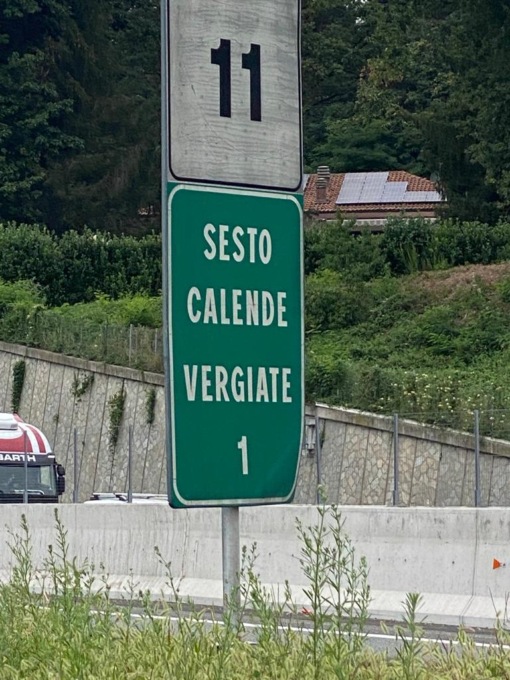 11
SESTO
CALENDE
VERGIATE
1
BARTH